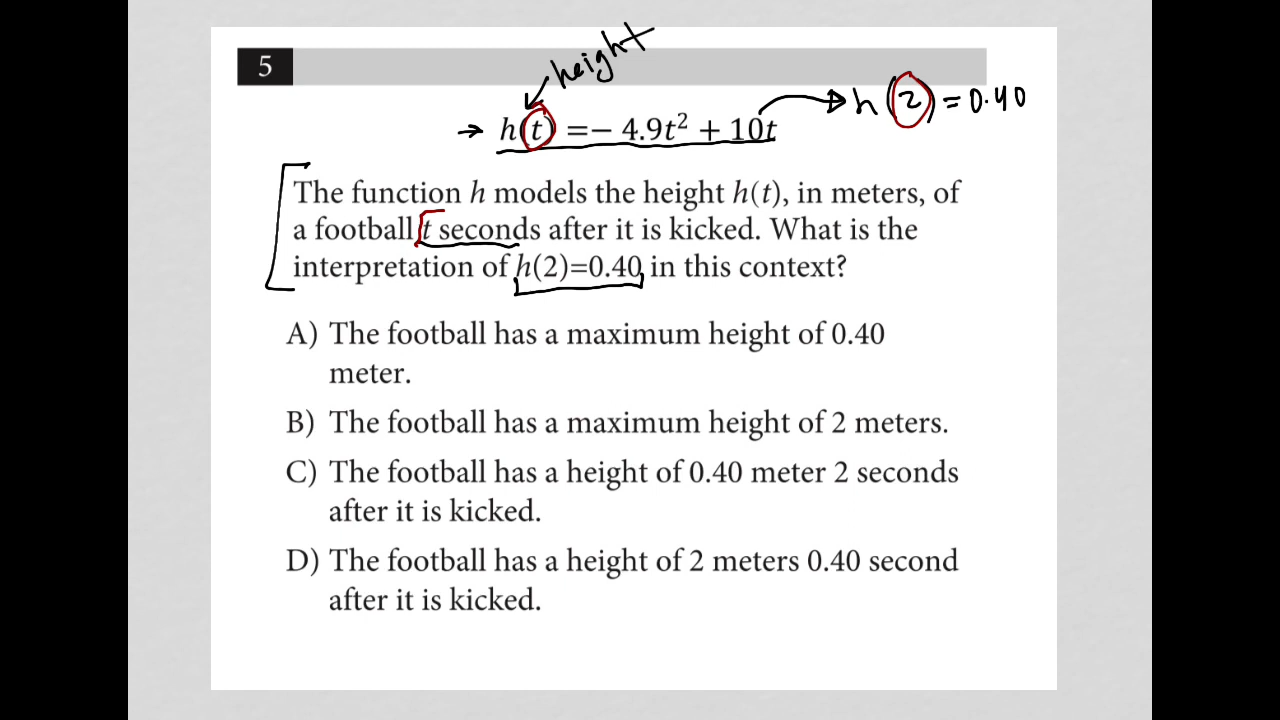 height
5
h(2) = 0.40
→ h(t) =− 4.9t² + 10t
The function h models the height h(t), in meters, of
a football t seconds after it is kicked. What is the
interpretation of h(2)=0.40 in this context?
A) The football has a maximum height of 0.40
meter.
B) The football has a maximum height of 2 meters.
C) The football has a height of 0.40 meter 2 seconds
after it is kicked.
D) The football has a height of 2 meters 0.40 second
after it is kicked.